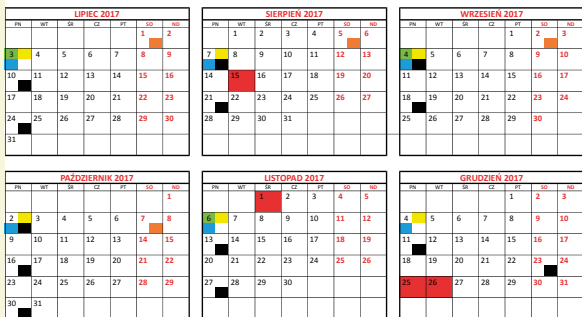 LIPIEC 2017
PN WT ŚR CZ PT SO ND
1 2
3 4 5 6 7 8 9
10 11 12 13 14 15 16
17 18 19 20 21 22 23
24 25 26 27 28 29 30
31
SIERPIEŃ 2017
PN WT ŚR CZ PT SO ND
1 2 3 4 5 6
7 8 9 10 11 12 13
14 15 16 17 18 19 20
21 22 23 24 25 26 27
28 29 30 31
WRZESIEŃ 2017
PN WT ŚR CZ PT SO ND
1 2 3
4 5 6 7 8 9 10
11 12 13 14 15 16 17
18 19 20 21 22 23 24
25 26 27 28 29 30
PAŹDZIERNIK 2017
PN WT ŚR CZ PT SO ND
1
2 3 4 5 6 7 8
9 10 11 12 13 14 15
16 17 18 19 20 21 22
23 24 25 26 27 28 29
30 31
LISTOPAD 2017
PN WT ŚR CZ PT SO ND
1 2 3 4 5
6 7 8 9 10 11 12
13 14 15 16 17 18 19
20 21 22 23 24 25 26
27 28 29 30
GRUDZIEŃ 2017
PN WT ŚR CZ PT SO ND
1 2 3
4 5 6 7 8 9 10
11 12 13 14 15 16 17
18 19 20 21 22 23 24
25 26 27 28 29 30 31